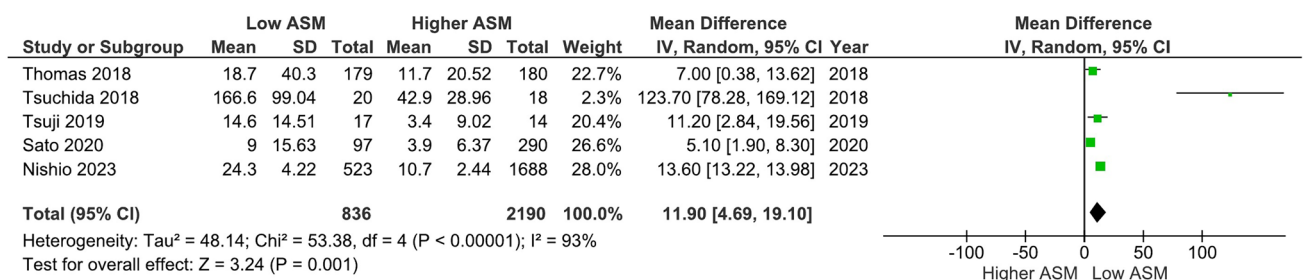 Low ASM Higher ASM Mean Difference Mean Difference
Study or Subgroup Mean SD Total Mean SD Total Weight IV, Random, 95% CI Year IV, Random, 95% CI
Thomas 2018 18.7 40.3 179 11.7 20.52 180 22.7% 7.00 [0.38, 13.62] 2018
Tsuchida 2018 166.6 99.04 20 42.9 28.96 18 2.3% 123.70 [78.28, 169.12] 2018
Tsuji 2019 14.6 14.51 17 3.4 9.02 14 20.4% 11.20 [2.84, 19.56] 2019
Sato 2020 9 15.63 97 3.9 6.37 290 26.6% 5.10 [1.90, 8.30] 2020
Nishio 2023 24.3 4.22 523 10.7 2.44 1688 28.0% 13.60 [13.22, 13.98] 2023
Total (95% CI) 836 2190 100.0% 11.90 [4.69, 19.10]
Heterogeneity: Tau² = 48.14; Chi² = 53.38, df = 4 (P < 0.00001); I² = 93%
Test for overall effect: Z = 3.24 (P = 0.001)
-100 -50 0 50 100
Higher ASM Low ASM